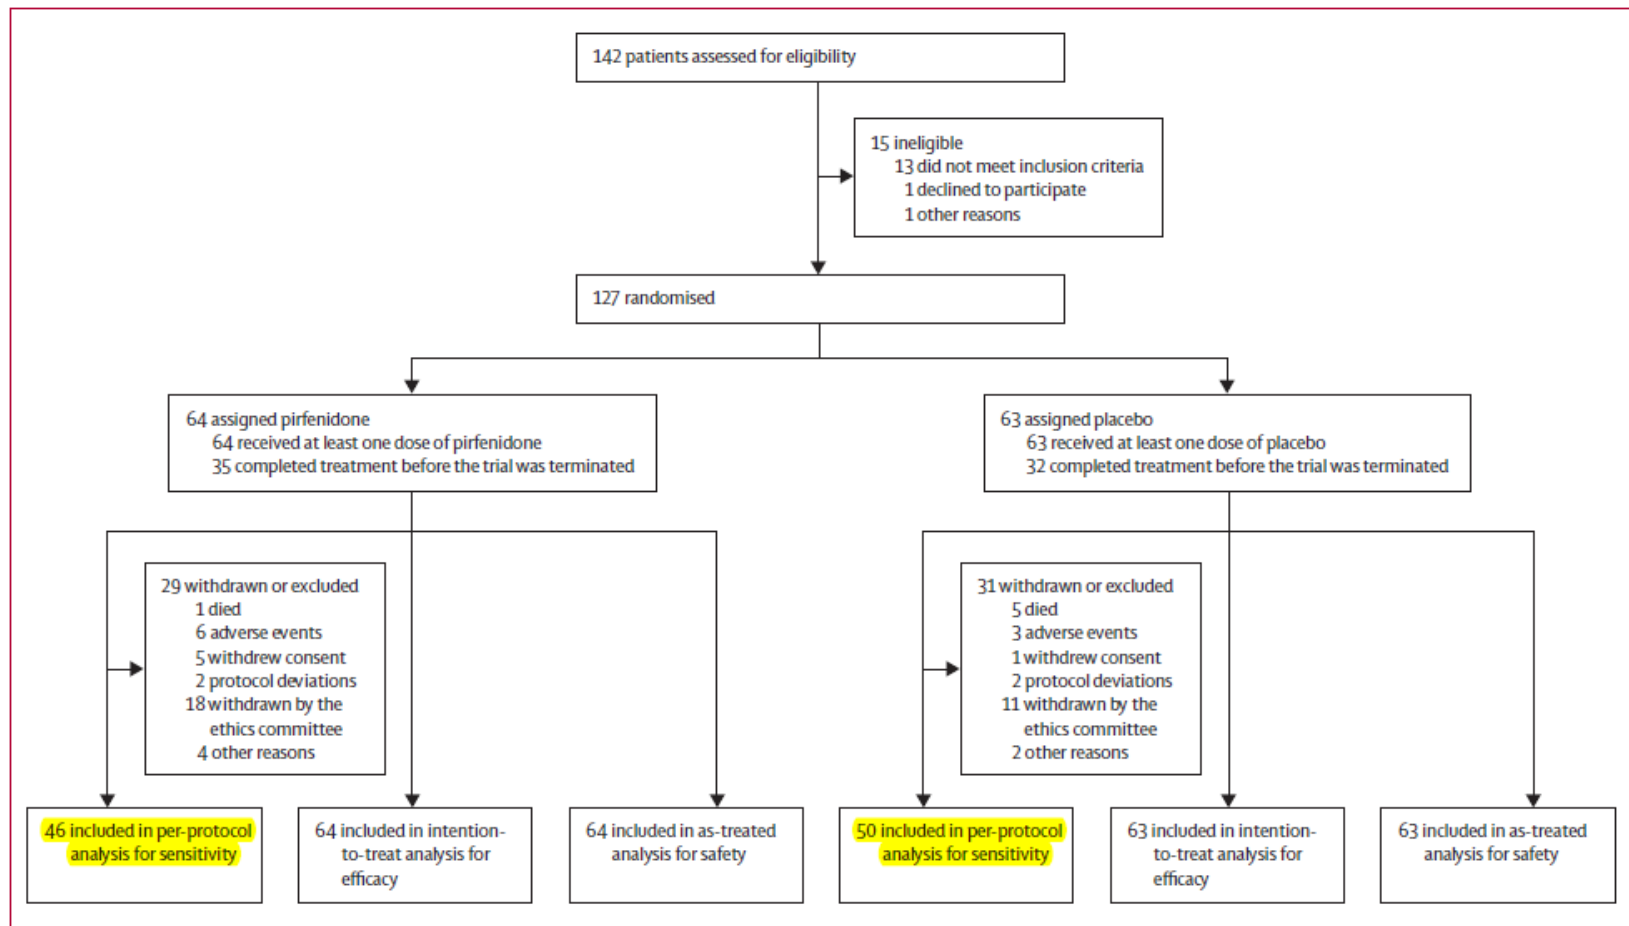 142 patients assessed for eligibility
15 ineligible
13 did not meet inclusion criteria
1 declined to participate
1 other reasons
127 randomised
64 assigned pirfenidone
64 received at least one dose of pirfenidone
35 completed treatment before the trial was terminated
63 assigned placebo
63 received at least one dose of placebo
32 completed treatment before the trial was terminated
29 withdrawn or excluded
1 died
6 adverse events
5 withdrew consent
2 protocol deviations
18 withdrawn by the
ethics committee
4 other reasons
31 withdrawn or excluded
5 died
3 adverse events
1 withdrew consent
2 protocol deviations
11 withdrawn by the
ethics committee
2 other reasons
46 included in per-protocol
analysis for sensitivity
64 included in intention-
to-treat analysis for
efficacy
64 included in as-treated
analysis for safety
50 included in per-protocol
analysis for sensitivity
63 included in intention-
to-treat analysis for
efficacy
63 included in as-treated
analysis for safety